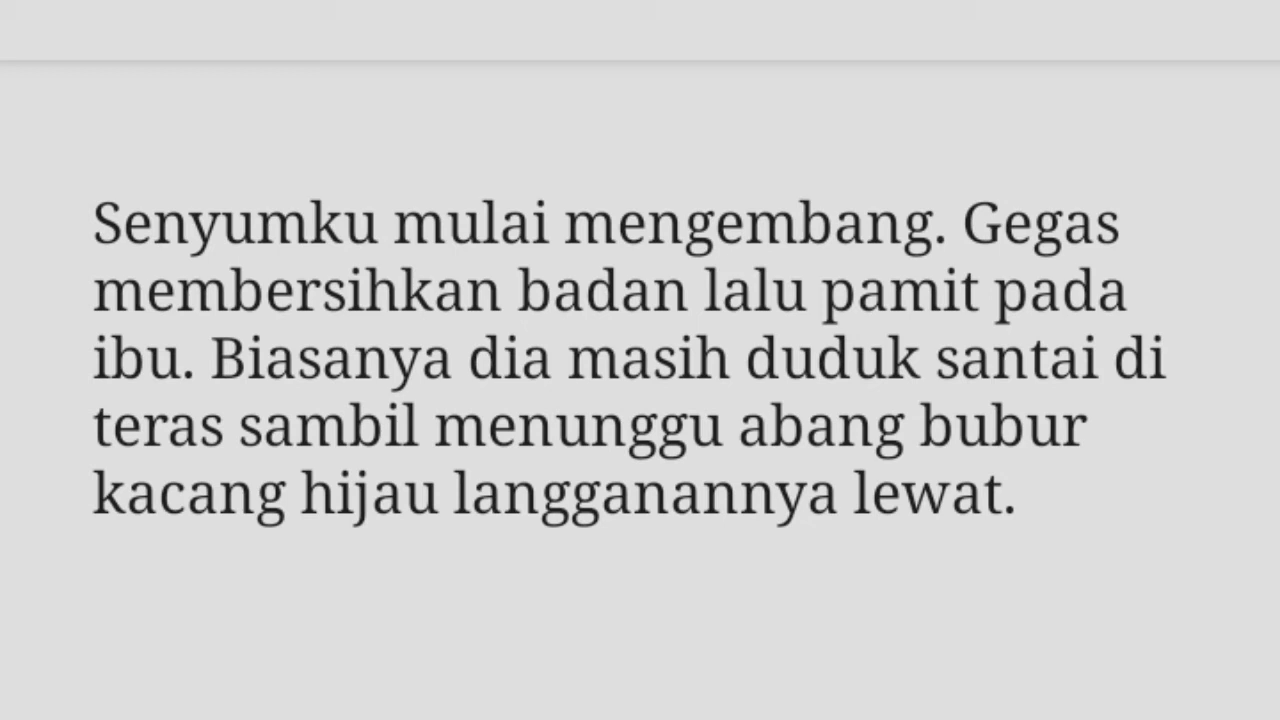 Senyumku mulai mengembang. Gegas
membersihkan badan lalu pamit pada
ibu. Biasanya dia masih duduk santai di
teras sambil menunggu abang bubur
kacang hijau langganannya lewat.